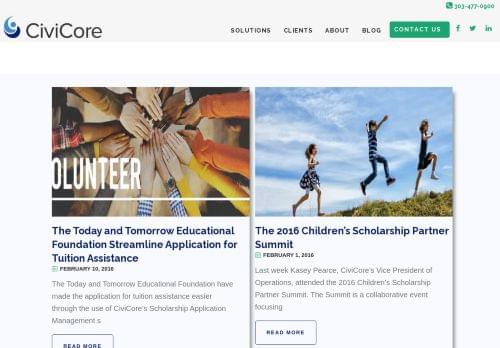 303-477-0900
CiviCore
SOLUTIONS CLIENTS ABOUT BLOG CONTACT US
VOLUNTEER
The Today and Tomorrow Educational
Foundation Streamline Application for
Tuition Assistance
FEBRUARY 10, 2016
The Today and Tomorrow Educational Foundation have
made the application for tuition assistance easier
through the use of CiviCore's Scholarship Application
Management s
READ MORE
The 2016 Children's Scholarship Partner
Summit
FEBRUARY 1, 2016
Last week Kasey Pearce, CiviCore's Vice President of
Operations, attended the 2016 Children's Scholarship
Partner Summit. The Summit is a collaborative event
focusing
READ MORE